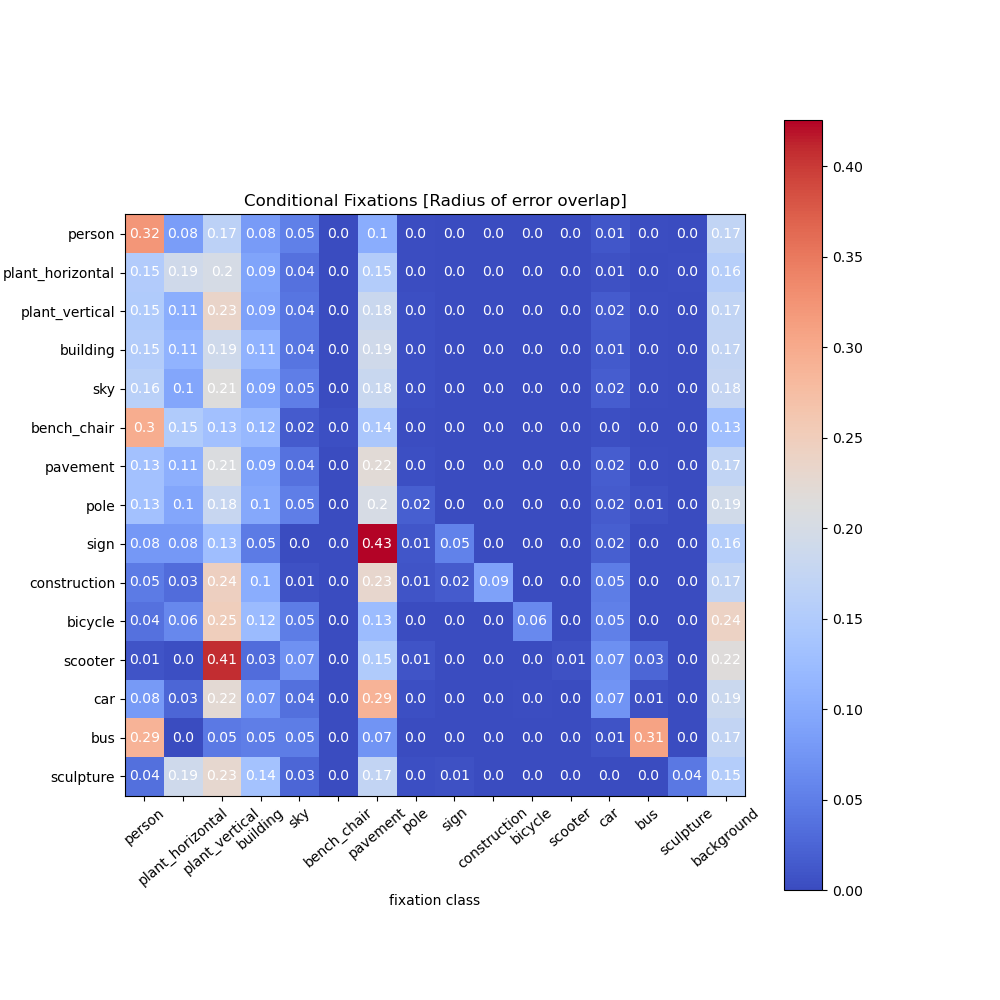 Conditional Fixations [Radius of error overlap]
person 0.32 0.08 0.17 0.08 0.05 0.0 0.1 0.0 0.0 0.0 0.0 0.0 0.01 0.0 0.0 0.17
plant_horizontal 0.15 0.19 0.2 0.09 0.04 0.0 0.15 0.0 0.0 0.0 0.0 0.0 0.01 0.0 0.0 0.16
plant_vertical 0.15 0.11 0.23 0.09 0.04 0.0 0.18 0.0 0.0 0.0 0.0 0.0 0.02 0.0 0.0 0.17
building 0.15 0.11 0.19 0.11 0.04 0.0 0.19 0.0 0.0 0.0 0.0 0.0 0.01 0.0 0.0 0.17
sky 0.16 0.1 0.21 0.09 0.05 0.0 0.18 0.0 0.0 0.0 0.0 0.0 0.02 0.0 0.0 0.18
bench_chair 0.3 0.15 0.13 0.12 0.02 0.0 0.14 0.0 0.0 0.0 0.0 0.0 0.0 0.0 0.0 0.13
pavement 0.13 0.11 0.21 0.09 0.04 0.0 0.22 0.0 0.0 0.0 0.0 0.0 0.02 0.0 0.0 0.17
pole 0.13 0.1 0.18 0.1 0.05 0.0 0.2 0.02 0.0 0.0 0.0 0.0 0.02 0.01 0.0 0.19
sign 0.08 0.08 0.13 0.05 0.0 0.0 0.43 0.01 0.05 0.0 0.0 0.0 0.02 0.0 0.0 0.16
construction 0.05 0.03 0.24 0.1 0.01 0.0 0.23 0.01 0.02 0.09 0.0 0.0 0.05 0.0 0.0 0.17
bicycle 0.04 0.06 0.25 0.12 0.05 0.0 0.13 0.0 0.0 0.0 0.06 0.0 0.05 0.0 0.0 0.24
scooter 0.01 0.0 0.41 0.03 0.07 0.0 0.15 0.01 0.0 0.0 0.0 0.01 0.07 0.03 0.0 0.22
car 0.08 0.03 0.22 0.07 0.04 0.0 0.29 0.0 0.0 0.0 0.0 0.0 0.07 0.01 0.0 0.19
bus 0.29 0.0 0.05 0.05 0.05 0.0 0.07 0.0 0.0 0.0 0.0 0.0 0.01 0.31 0.0 0.17
sculpture 0.04 0.19 0.23 0.14 0.03 0.0 0.17 0.0 0.01 0.0 0.0 0.0 0.0 0.0 0.04 0.15
person plant_horizontal plant_vertical building sky bench_chair pavement pole sign construction bicycle scooter car bus sculpture background
fixation class
0.40
0.35
0.30
0.25
0.20
0.15
0.10
0.05
0.00